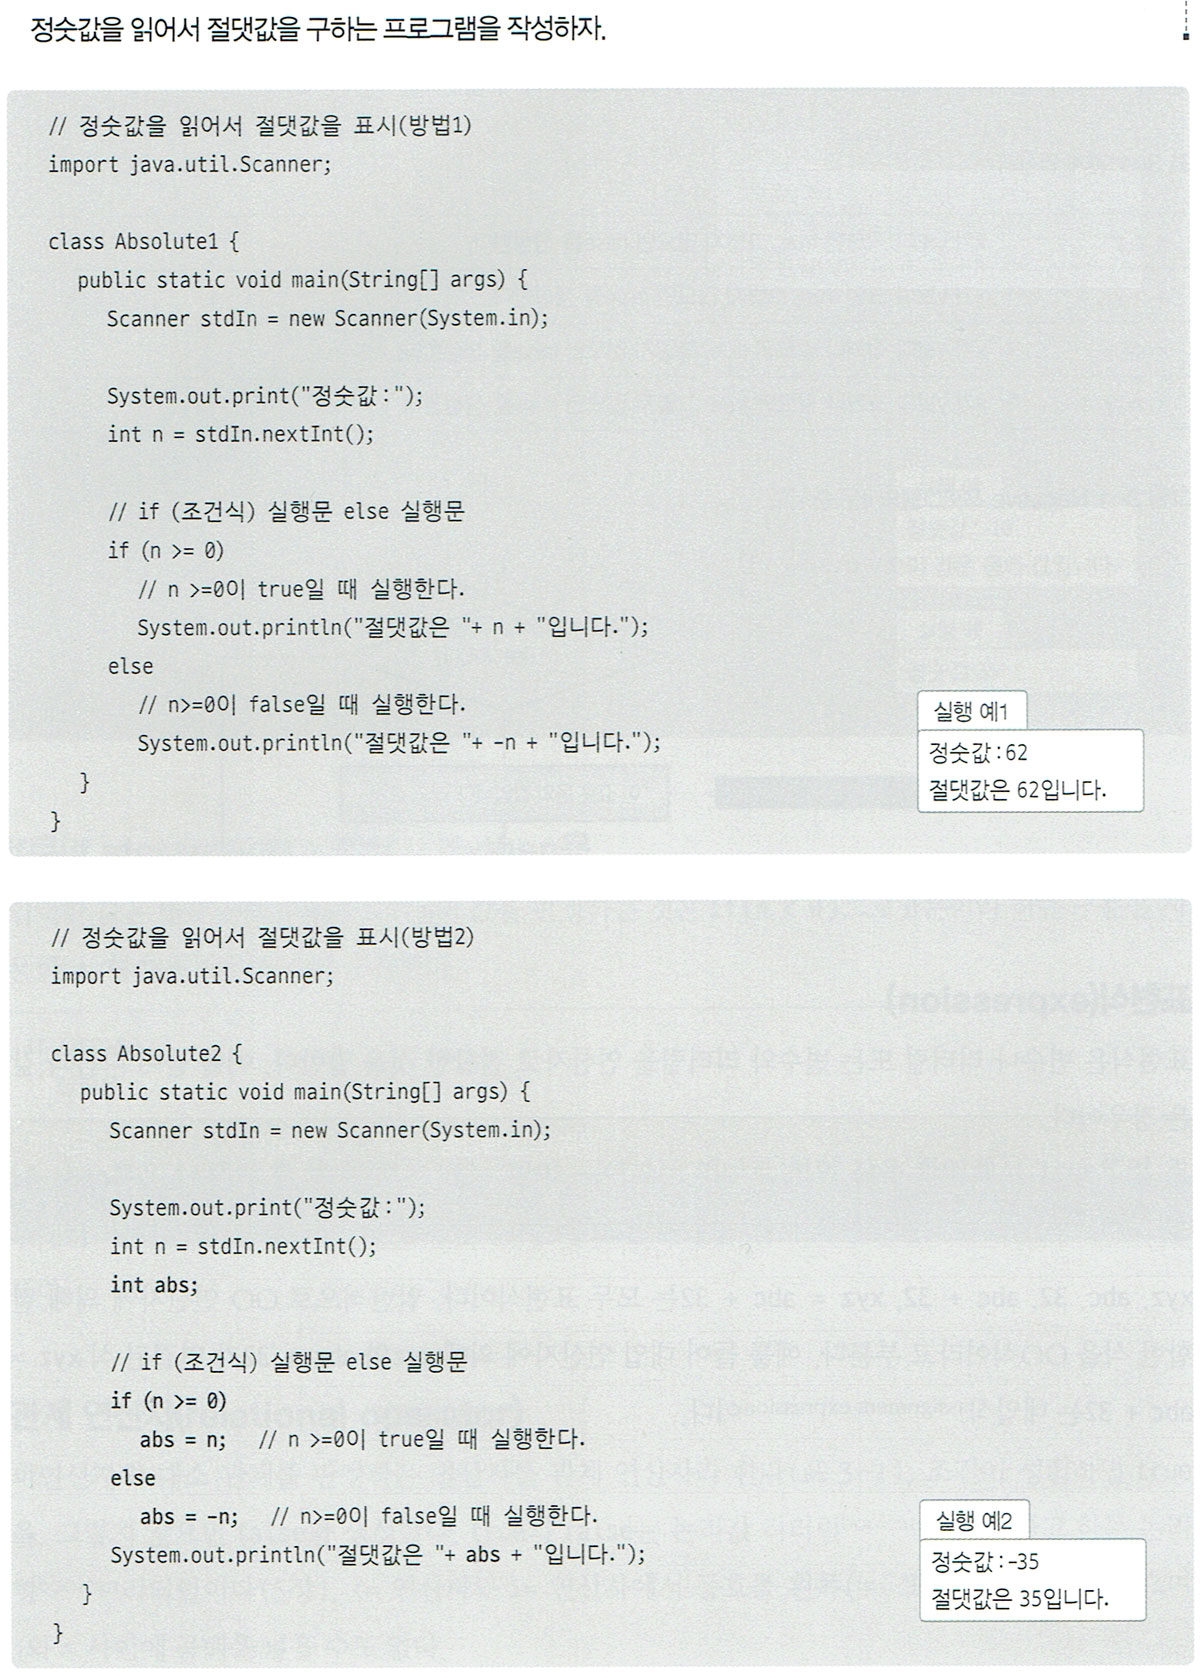 정숫값을 읽어서 절댓값을 구하는 프로그램을 작성하자.
// 정숫값을 읽어서 절댓값을 표시(방법1)
import java.util.Scanner;
class Absolute1 {
public static void main(String[] args) {
Scanner stdIn = new Scanner(System.in);
System.out.print("정숫값:");
int n = stdIn.nextInt();
// if (조건식) 실행문 else 실행문
if (n >= 0)
// n >=0이 true일 때 실행한다.
System.out.println("절댓값은 "+ n + "입니다.");
else
// n>=0이 false일 때 실행한다.
System.out.println("절댓값은 "+ -n + "입니다.");
}
}
실행 예1
정숫값:62
절댓값은 62입니다.
// 정숫값을 읽어서 절댓값을 표시(방법2)
import java.util.Scanner;
class Absolute2 {
public static void main(String[] args) {
Scanner stdIn = new Scanner(System.in);
System.out.print("정숫값:");
int n = stdIn.nextInt();
int abs;
// if (조건식) 실행문 else 실행문
if (n >= 0)
abs = n; // n >=0이 true일 때 실행한다.
else
abs = -n; // n>=0이 false일 때 실행한다.
System.out.println("절댓값은 "+ abs + "입니다.");
}
}
실행 예2
정숫값:-35
절댓값은 35입니다.